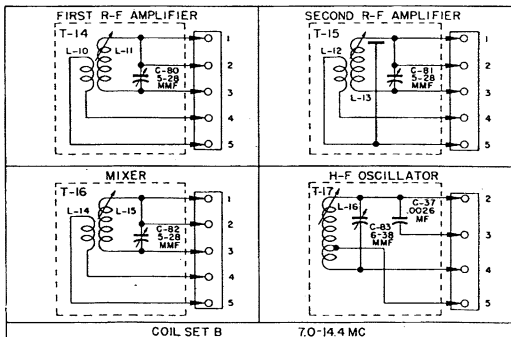 FIRST R-F AMPLIFIER
T-14
L-10
L-11
C-80
5-28
MMF
1
2
3
4
5
SECOND R-F AMPLIFIER
T-15
L-12
L-13
C-81
5-28
MMF
1
2
3
4
5
MIXER
T-16
L-14
L-15
C-82
5-28
MMF
1
2
3
4
5
H-F OSCILLATOR
T-17
L-16
C-83
6-38
MMF
C-37
.0026
MF
2
3
4
5
COIL SET B 7.0-14.4 MC